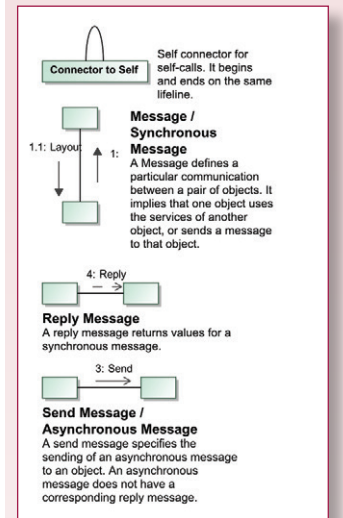 Connector to Self
Self connector for
self-calls. It begins
and ends on the same
lifeline.
1.1: Layout
1:
Message /
Synchronous
Message
A Message defines a
particular communication
between a pair of objects. It
implies that one object uses
the services of another
object, or sends a message
to that object.
4: Reply
Reply Message
A reply message returns values for a
synchronous message.
3: Send
Send Message /
Asynchronous Message
A send message specifies the
sending of an asynchronous message
to an object. An asynchronous
message does not have a
corresponding reply message.